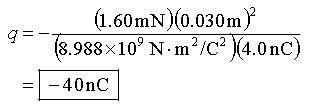 q = − (1.60 mN)(0.030 m)² / (8.988×10⁹ N·m²/C²)(4.0 nC)
= −40 nC